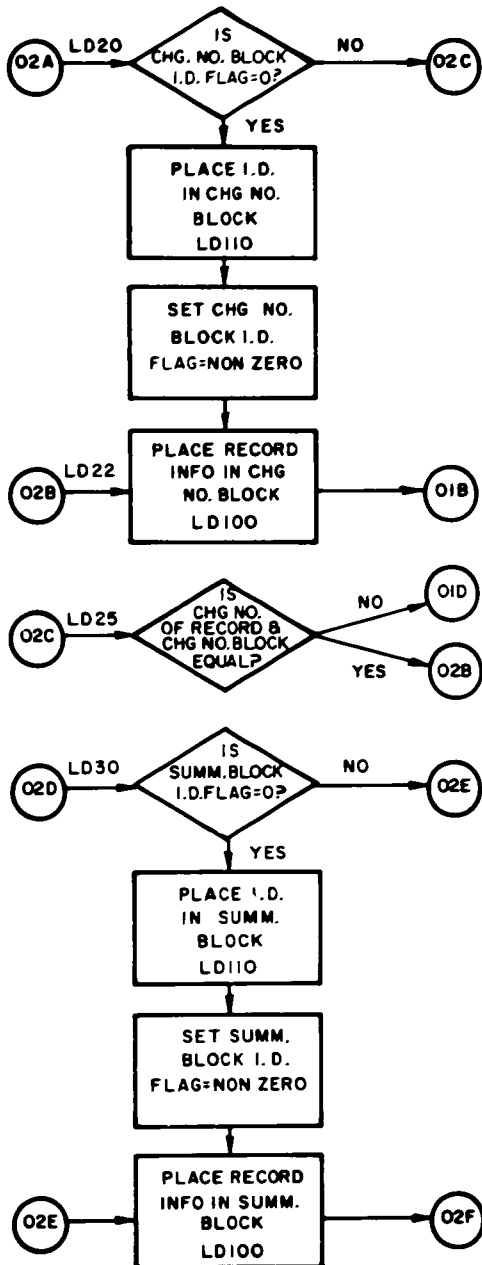 IS
LD20
NO
02A
CHG. NO. BLOCK
02C
I.D. FLAG=0?
YES
PLACE I.D.
IN CHG NO.
BLOCK
LD110
SET CHG NO.
BLOCK I.D.
FLAG=NON ZERO
PLACE RECORD
LD22
INFO IN CHG
02B
01B
NO. BLOCK
LD100
IS
01D
CHG NO.
NO
LD25
OF RECORD &
02C
CHG NO. BLOCK
EQUAL?
YES
02B
IS
LD30
NO
SUMM. BLOCK
02D
02E
I.D. FLAG=0?
YES
PLACE I.D.
IN SUMM.
BLOCK
LD110
SET SUMM.
BLOCK I.D.
FLAG=NON ZERO
PLACE RECORD
INFO IN SUMM.
02E
02F
BLOCK
LD100